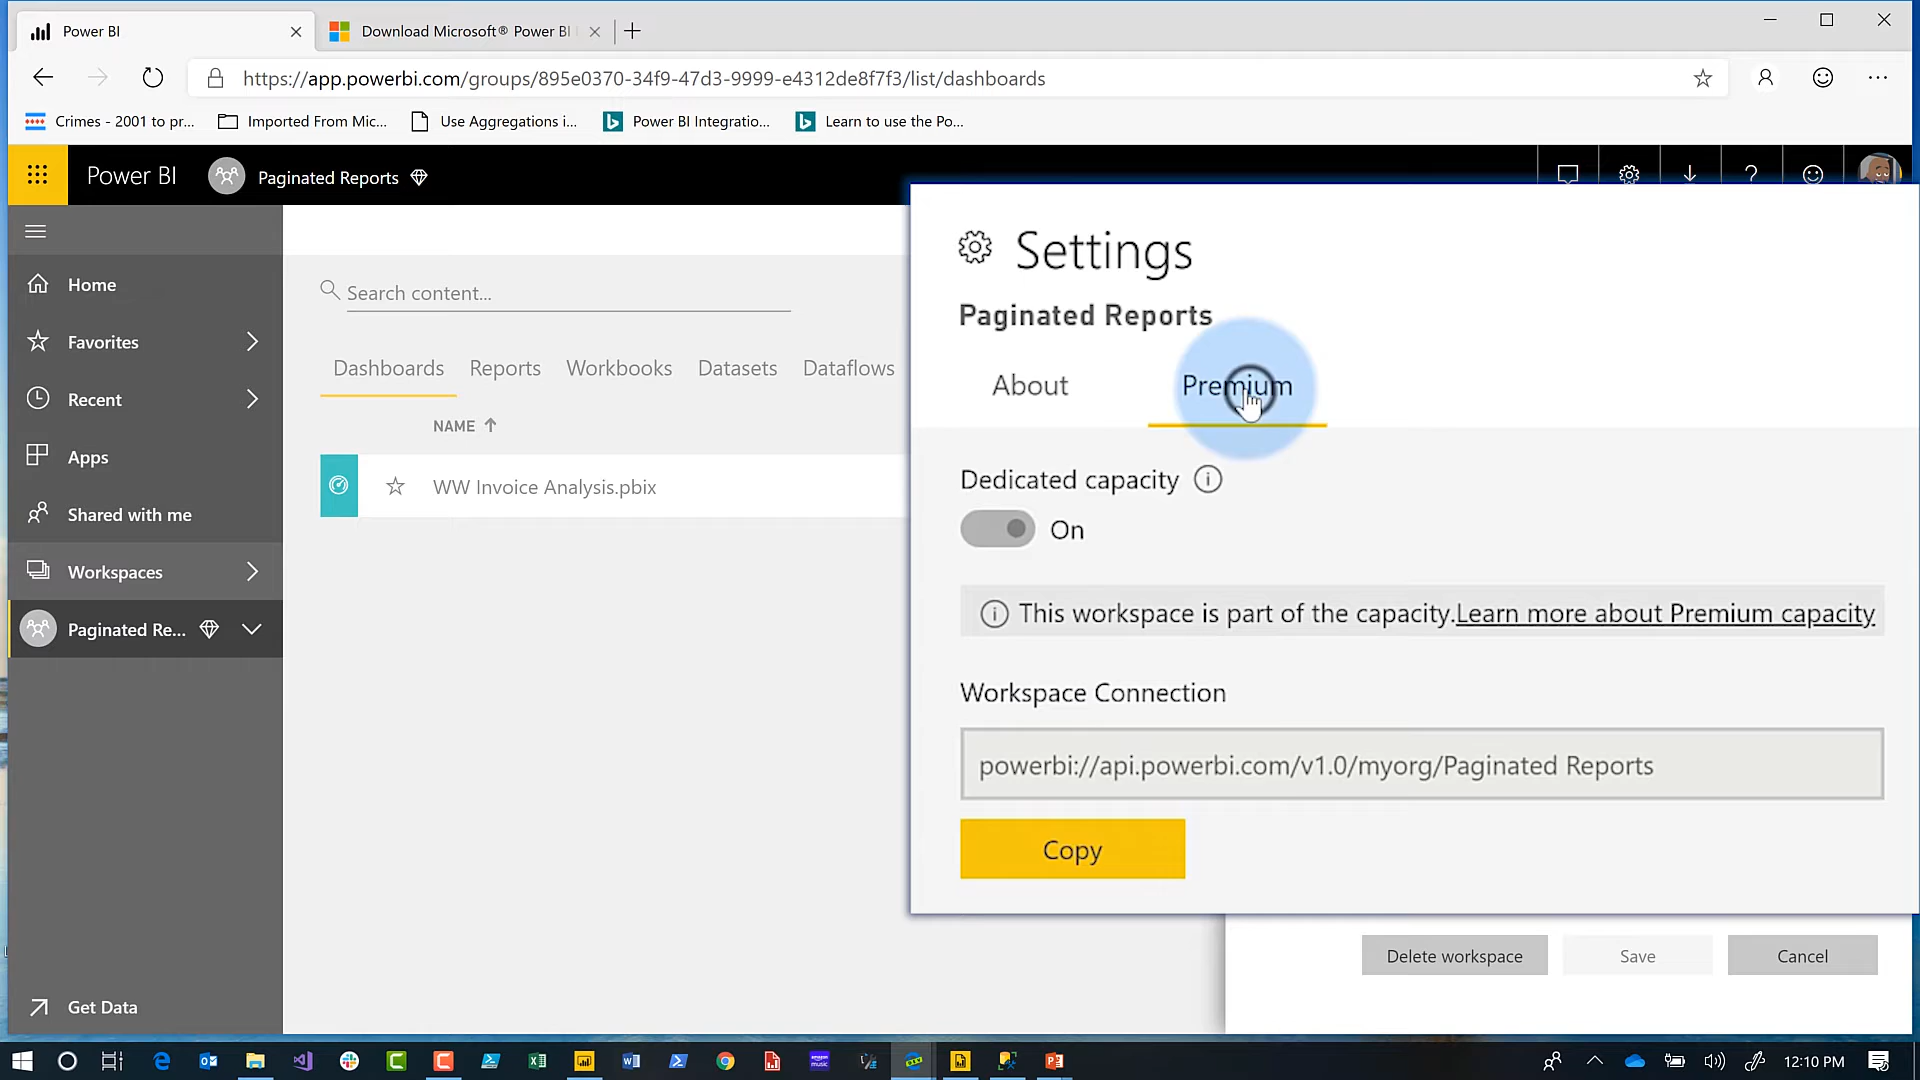 Power BI
Download Microsoft® Power BI
https://app.powerbi.com/groups/895e0370-34f9-47d3-9999-e4312de8f7f3/list/dashboards
Crimes - 2001 to pr...
Imported From Mic...
Use Aggregations i...
Power BI Integratio...
Learn to use the Po...
Power BI
Paginated Reports
Home
Favorites
Recent
Apps
Shared with me
Workspaces
Paginated Re...
Get Data
Search content...
Dashboards Reports Workbooks Datasets Dataflows
NAME
WW Invoice Analysis.pbix
Settings
Paginated Reports
About Premium
Dedicated capacity
On
This workspace is part of the capacity.Learn more about Premium capacity
Workspace Connection
powerbi://api.powerbi.com/v1.0/myorg/Paginated Reports
Copy
Delete workspace Save Cancel
12:10 PM